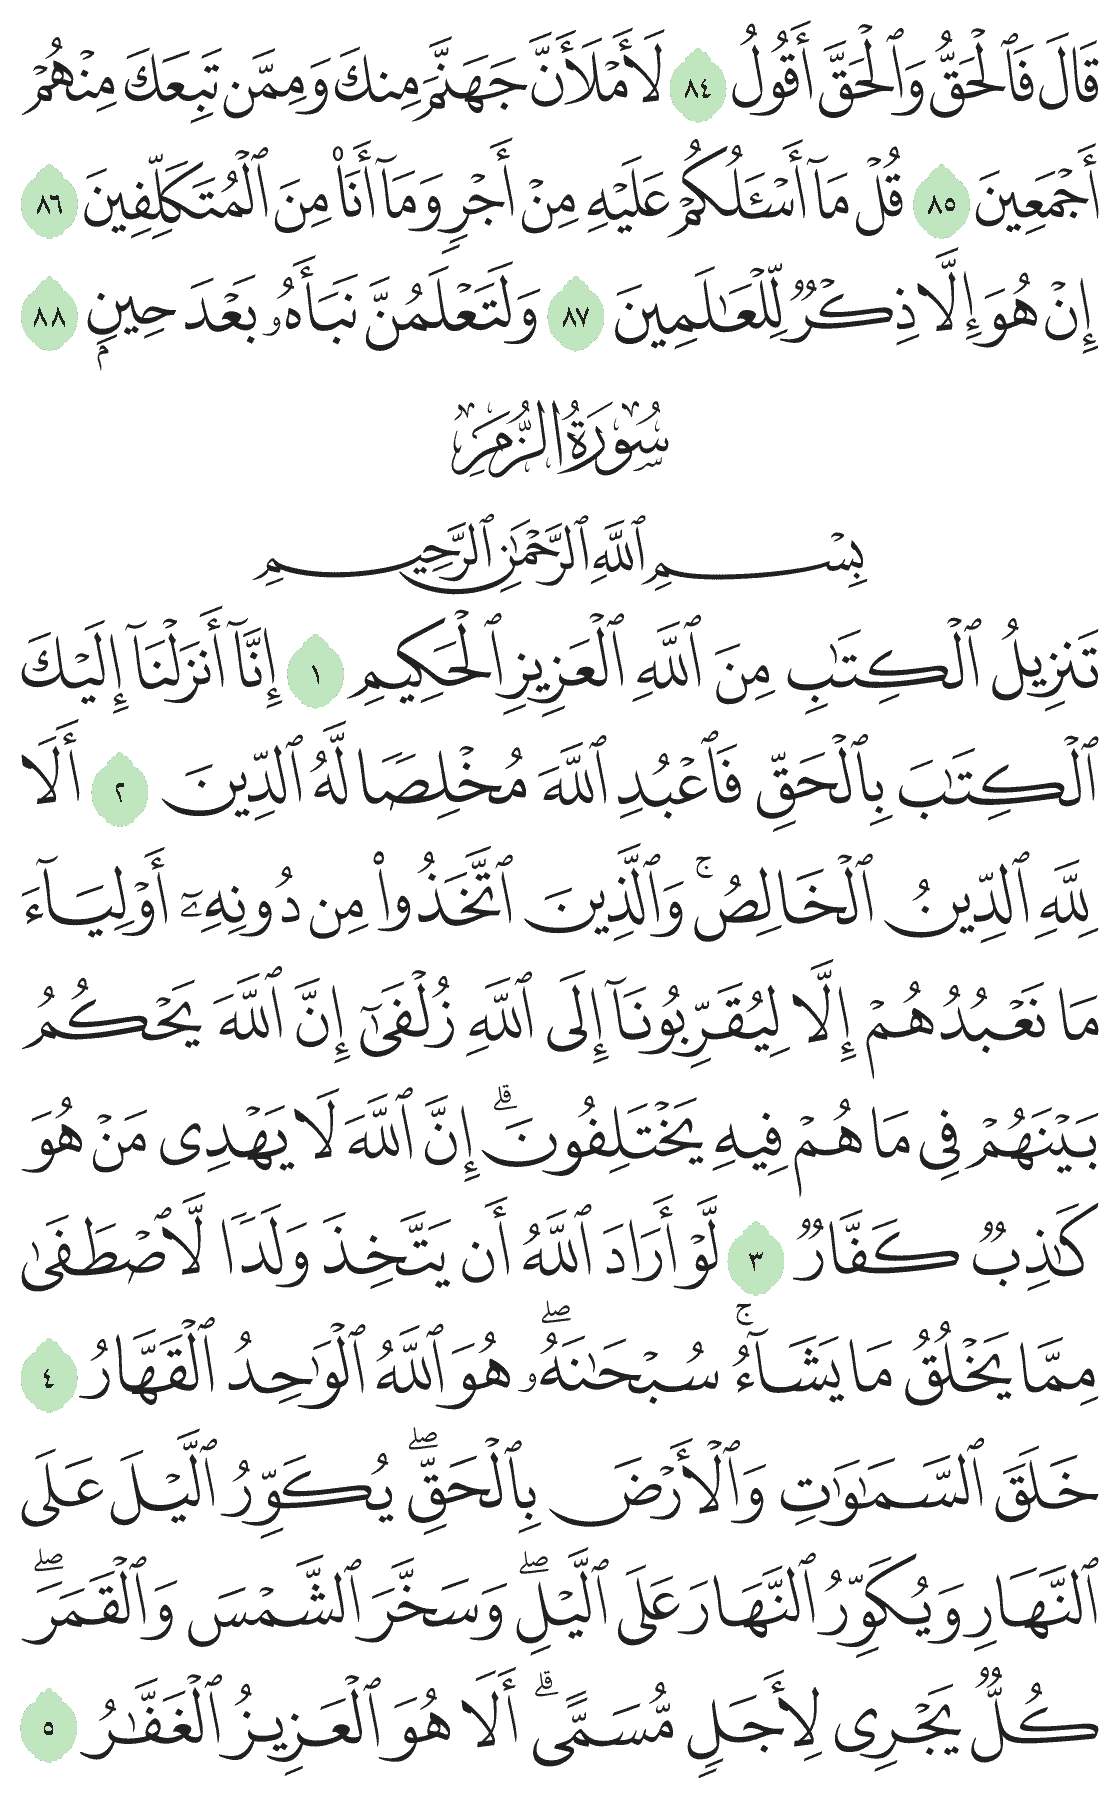 قَالَ فَٱلْحَقُّ وَٱلْحَقَّ أَقُولُ ٨٤ لَأَمْلَأَنَّ جَهَنَّمَ مِنكَ وَمِمَّن تَبِعَكَ مِنْهُمْ
أَجْمَعِينَ ٨٥ قُلْ مَآ أَسْـَٔلُكُمْ عَلَيْهِ مِنْ أَجْرٍ وَمَآ أَنَا۠ مِنَ ٱلْمُتَكَلِّفِينَ ٨٦
إِنْ هُوَ إِلَّا ذِكْرٌ لِّلْعَـٰلَمِينَ ٨٧ وَلَتَعْلَمُنَّ نَبَأَهُۥ بَعْدَ حِينِۭ ٨٨
سُورَةُ الزُّمَرِ
بِسْمِ ٱللَّهِ ٱلرَّحْمَـٰنِ ٱلرَّحِيمِ
تَنزِيلُ ٱلْكِتَـٰبِ مِنَ ٱللَّهِ ٱلْعَزِيزِ ٱلْحَكِيمِ ١ إِنَّآ أَنزَلْنَآ إِلَيْكَ
ٱلْكِتَـٰبَ بِٱلْحَقِّ فَٱعْبُدِ ٱللَّهَ مُخْلِصًا لَّهُ ٱلدِّينَ ٢ أَلَا
لِلَّهِ ٱلدِّينُ ٱلْخَالِصُ ۚ وَٱلَّذِينَ ٱتَّخَذُوا۟ مِن دُونِهِۦٓ أَوْلِيَآءَ
مَا نَعْبُدُهُمْ إِلَّا لِيُقَرِّبُونَآ إِلَى ٱللَّهِ زُلْفَىٰٓ إِنَّ ٱللَّهَ يَحْكُمُ
بَيْنَهُمْ فِى مَا هُمْ فِيهِ يَخْتَلِفُونَ ۗ إِنَّ ٱللَّهَ لَا يَهْدِى مَنْ هُوَ
كَـٰذِبٌ كَفَّارٌ ٣ لَّوْ أَرَادَ ٱللَّهُ أَن يَتَّخِذَ وَلَدًا لَّٱصْطَفَىٰ
مِمَّا يَخْلُقُ مَا يَشَآءُ ۚ سُبْحَـٰنَهُۥ ۖ هُوَ ٱللَّهُ ٱلْوَٰحِدُ ٱلْقَهَّارُ ٤
خَلَقَ ٱلسَّمَـٰوَٰتِ وَٱلْأَرْضَ بِٱلْحَقِّ ۖ يُكَوِّرُ ٱلَّيْلَ عَلَى
ٱلنَّهَارِ وَيُكَوِّرُ ٱلنَّهَارَ عَلَى ٱلَّيْلِ ۖ وَسَخَّرَ ٱلشَّمْسَ وَٱلْقَمَرَ ۖ
كُلٌّ يَجْرِى لِأَجَلٍ مُّسَمًّى ۗ أَلَا هُوَ ٱلْعَزِيزُ ٱلْغَفَّـٰرُ ٥